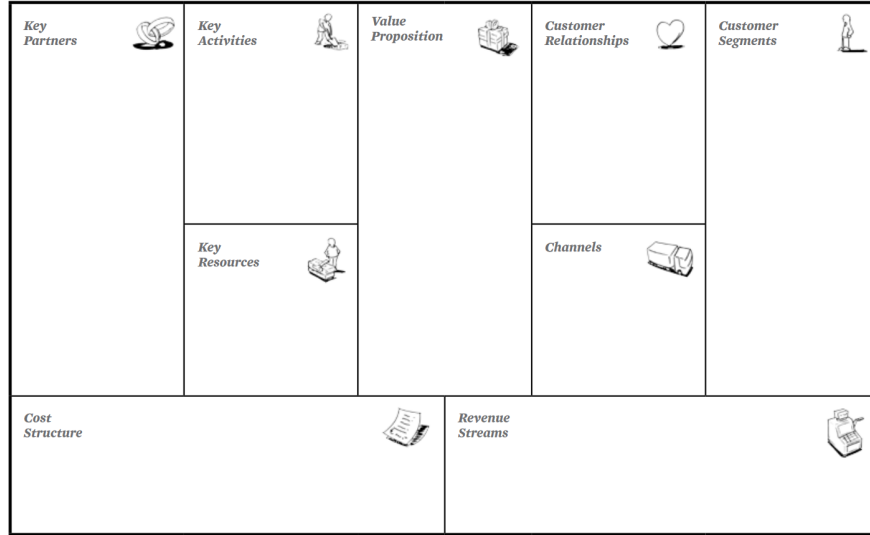 Key
Partners
Key
Activities
Value
Proposition
Customer
Relationships
Customer
Segments
Key
Resources
Channels
Cost
Structure
Revenue
Streams